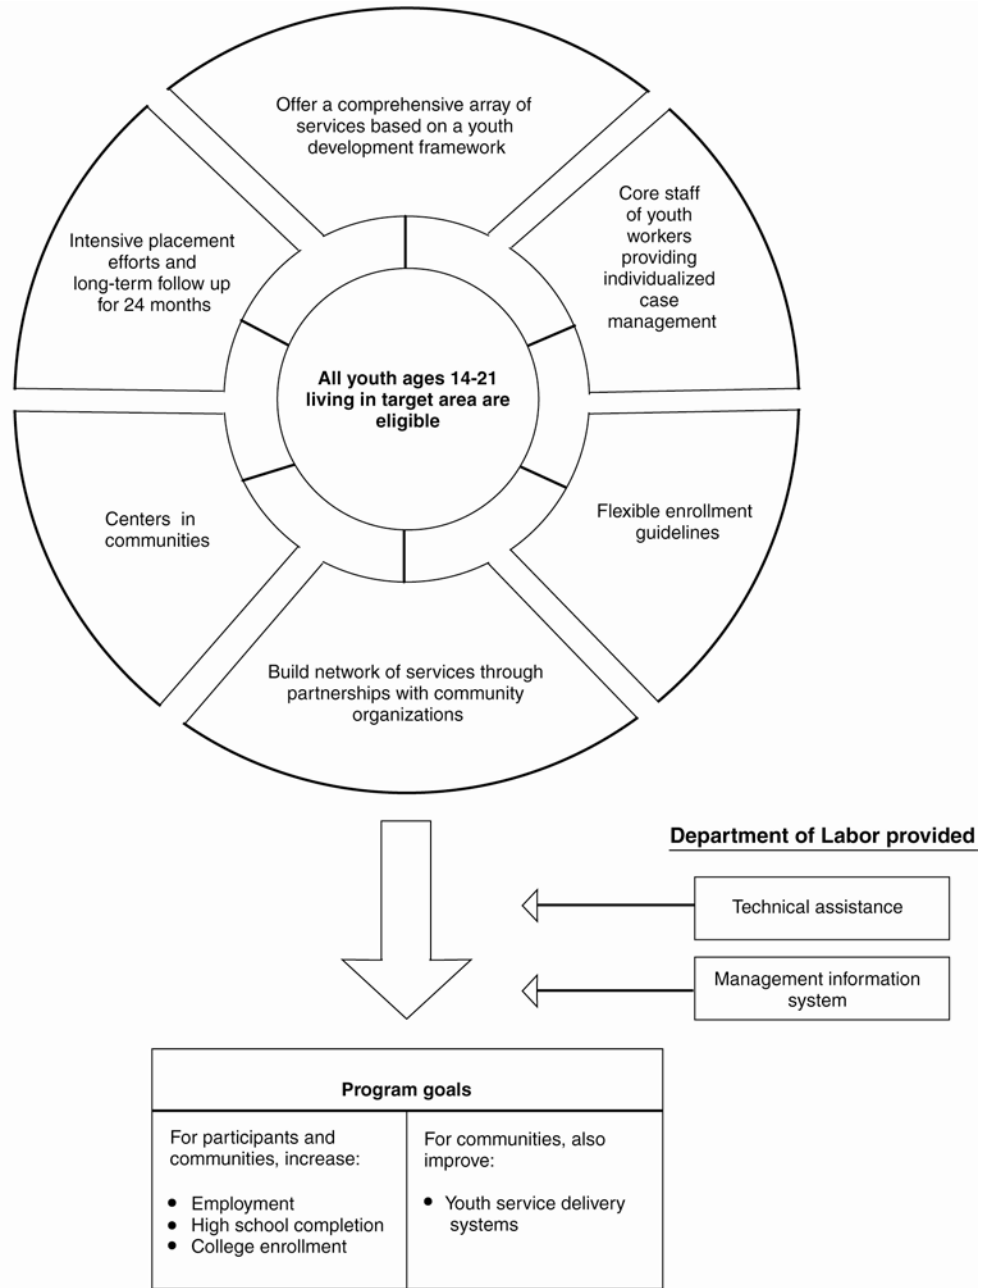 Offer a comprehensive array of
services based on a youth
development framework
Core staff
of youth
workers
providing
individualized
case
management
Intensive placement
efforts and
long-term follow up
for 24 months
All youth ages 14-21
living in target area are
eligible
Centers in
communities
Flexible enrollment
guidelines
Build network of services through
partnerships with community
organizations
Department of Labor provided
Technical assistance
Management information
system
Program goals
For participants and
communities, increase:
● Employment
● High school completion
● College enrollment
For communities, also
improve:
● Youth service delivery
systems